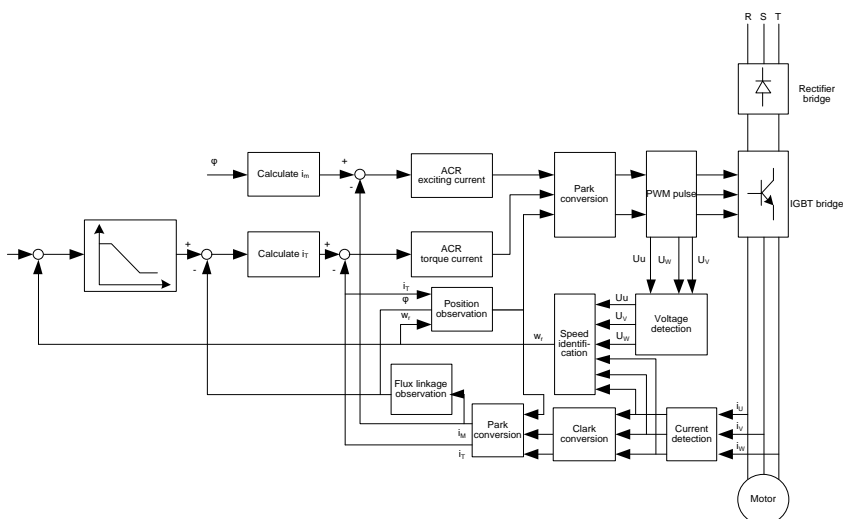 R S T
Rectifier
bridge
φ
Calculate im
+
-
ACR
exciting current
Park
conversion
PWM pulse
IGBT bridge
+
-
Calculate iT
+
-
ACR
torque current
Uu UW UV
iT
φ
wr
Position
observation
wr
Speed
identifi-
cation
Uu
UV
UW
Voltage
detection
Flux linkage
observation
iM
iT
Park
conversion
Clark
conversion
Current
detection
iU
iV
iW
Motor